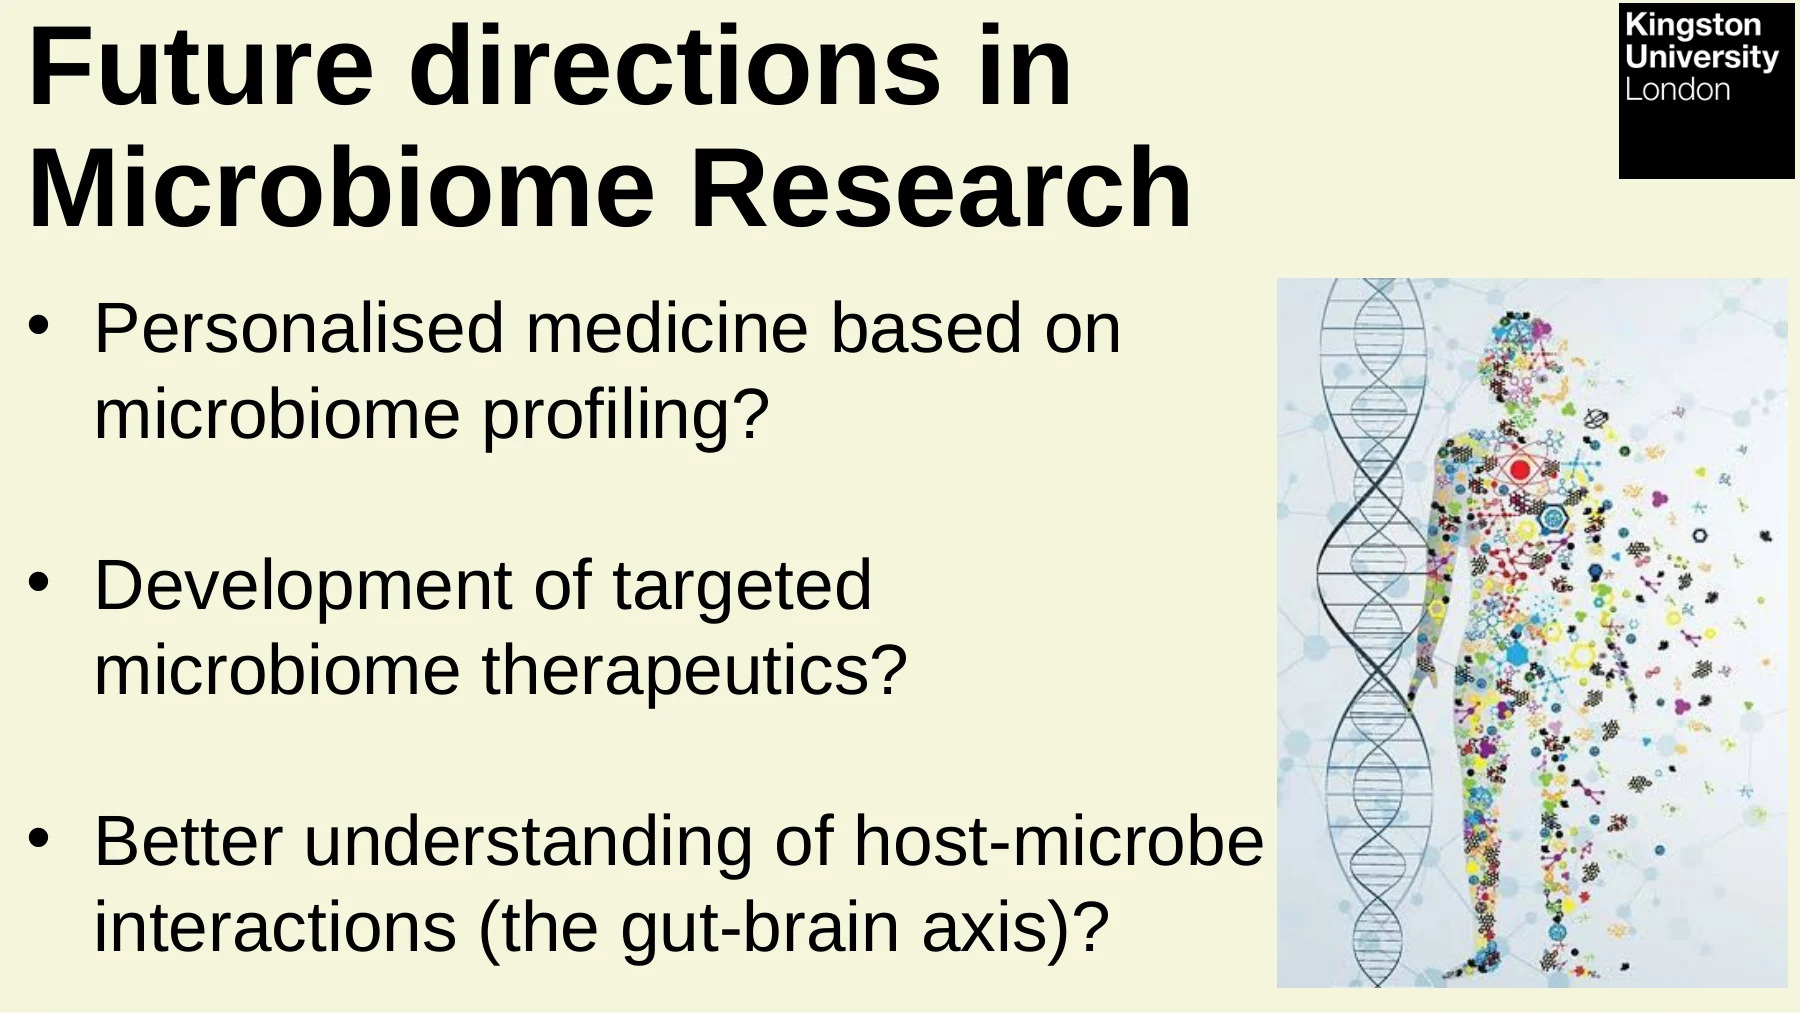 Future directions in
Microbiome Research
Kingston
University
London
• Personalised medicine based on
microbiome profiling?
• Development of targeted
microbiome therapeutics?
• Better understanding of host-microbe
interactions (the gut-brain axis)?